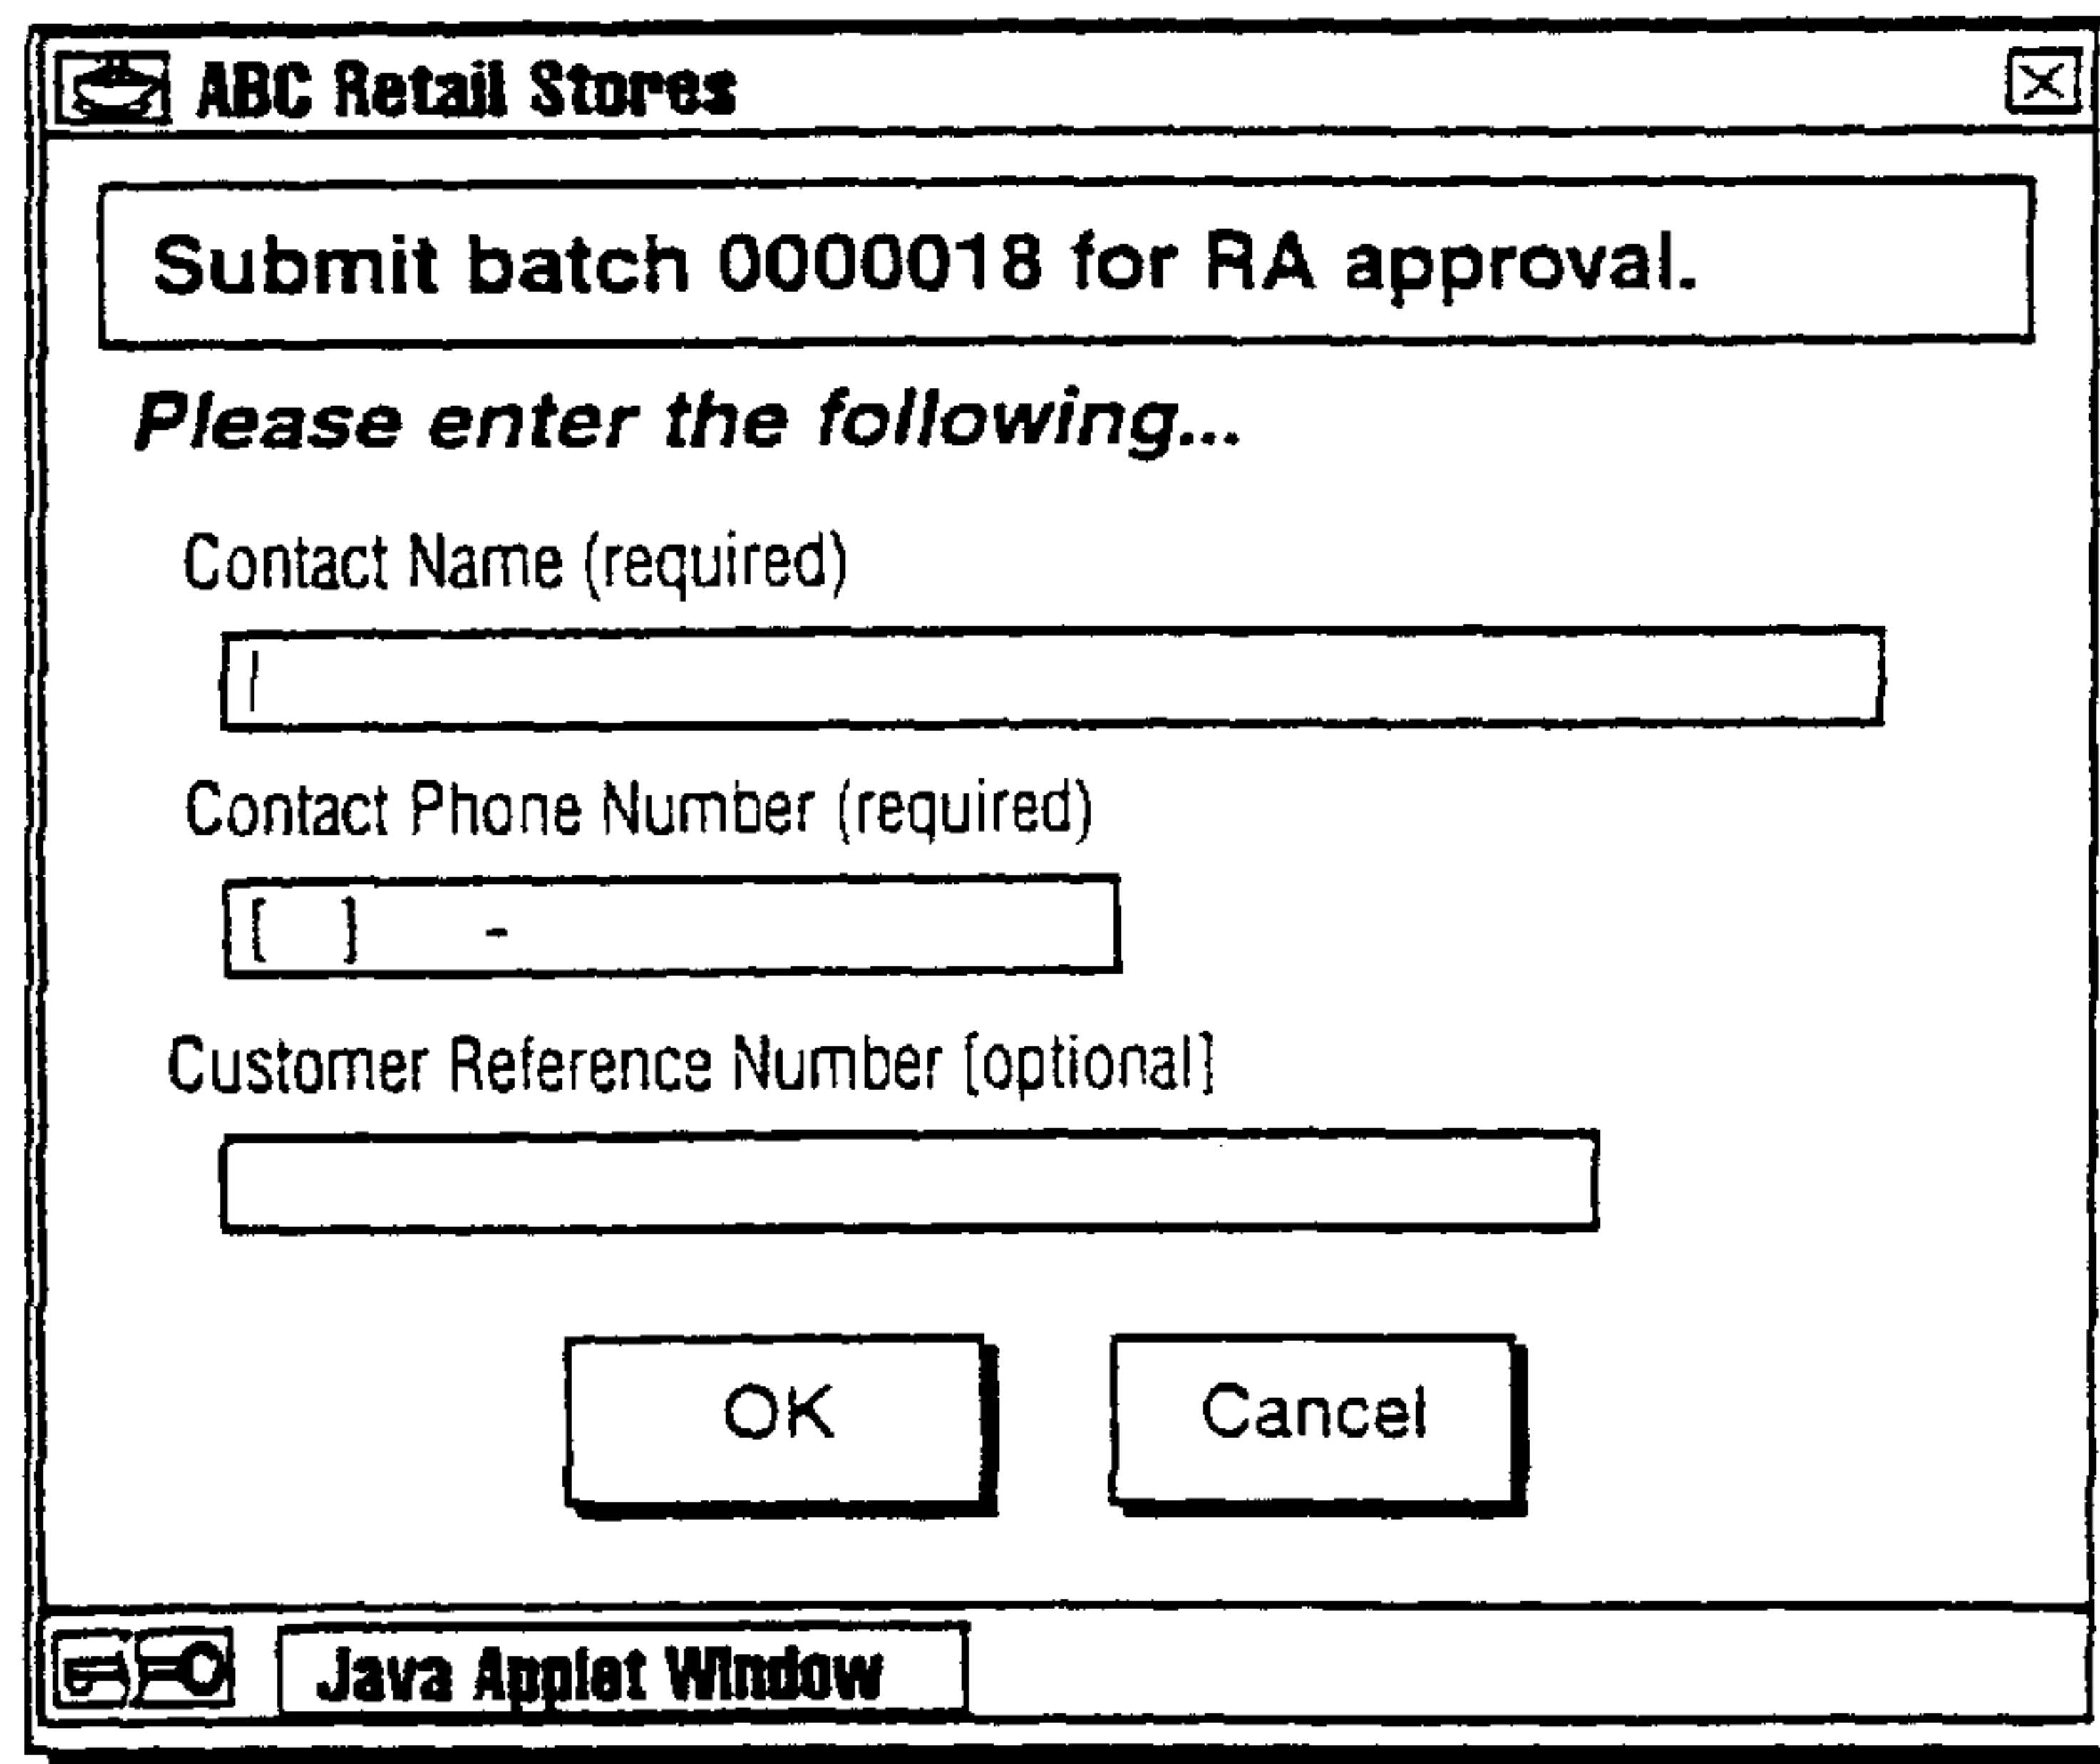 ABC Retail Stores
Submit batch 0000018 for RA approval.
Please enter the following...
Contact Name (required)
Contact Phone Number (required)
( ) -
Customer Reference Number [optional]
OK Cancel
Java Applet Window